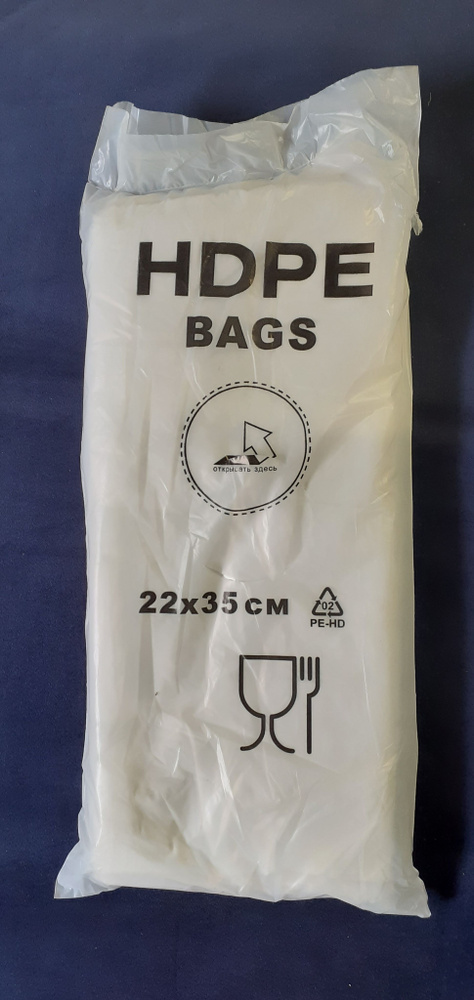 HDPE
BAGS
открывать здесь
22x35 см
02
PE-HD